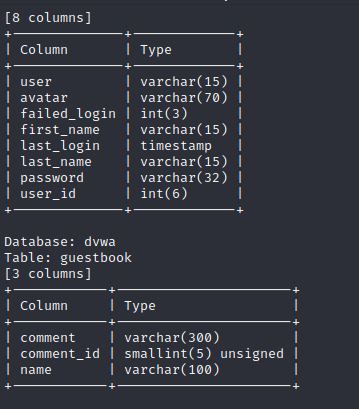 [8 columns]
+--------------+-------------+
| Column       | Type        |
+--------------+-------------+
| user         | varchar(15) |
| avatar       | varchar(70) |
| failed_login | int(3)      |
| first_name   | varchar(15) |
| last_login   | timestamp   |
| last_name    | varchar(15) |
| password     | varchar(32) |
| user_id      | int(6)      |
+--------------+-------------+
Database: dvwa
Table: guestbook
[3 columns]
+------------+----------------------+
| Column     | Type                 |
+------------+----------------------+
| comment    | varchar(300)         |
| comment_id | smallint(5) unsigned |
| name       | varchar(100)         |
+------------+----------------------+